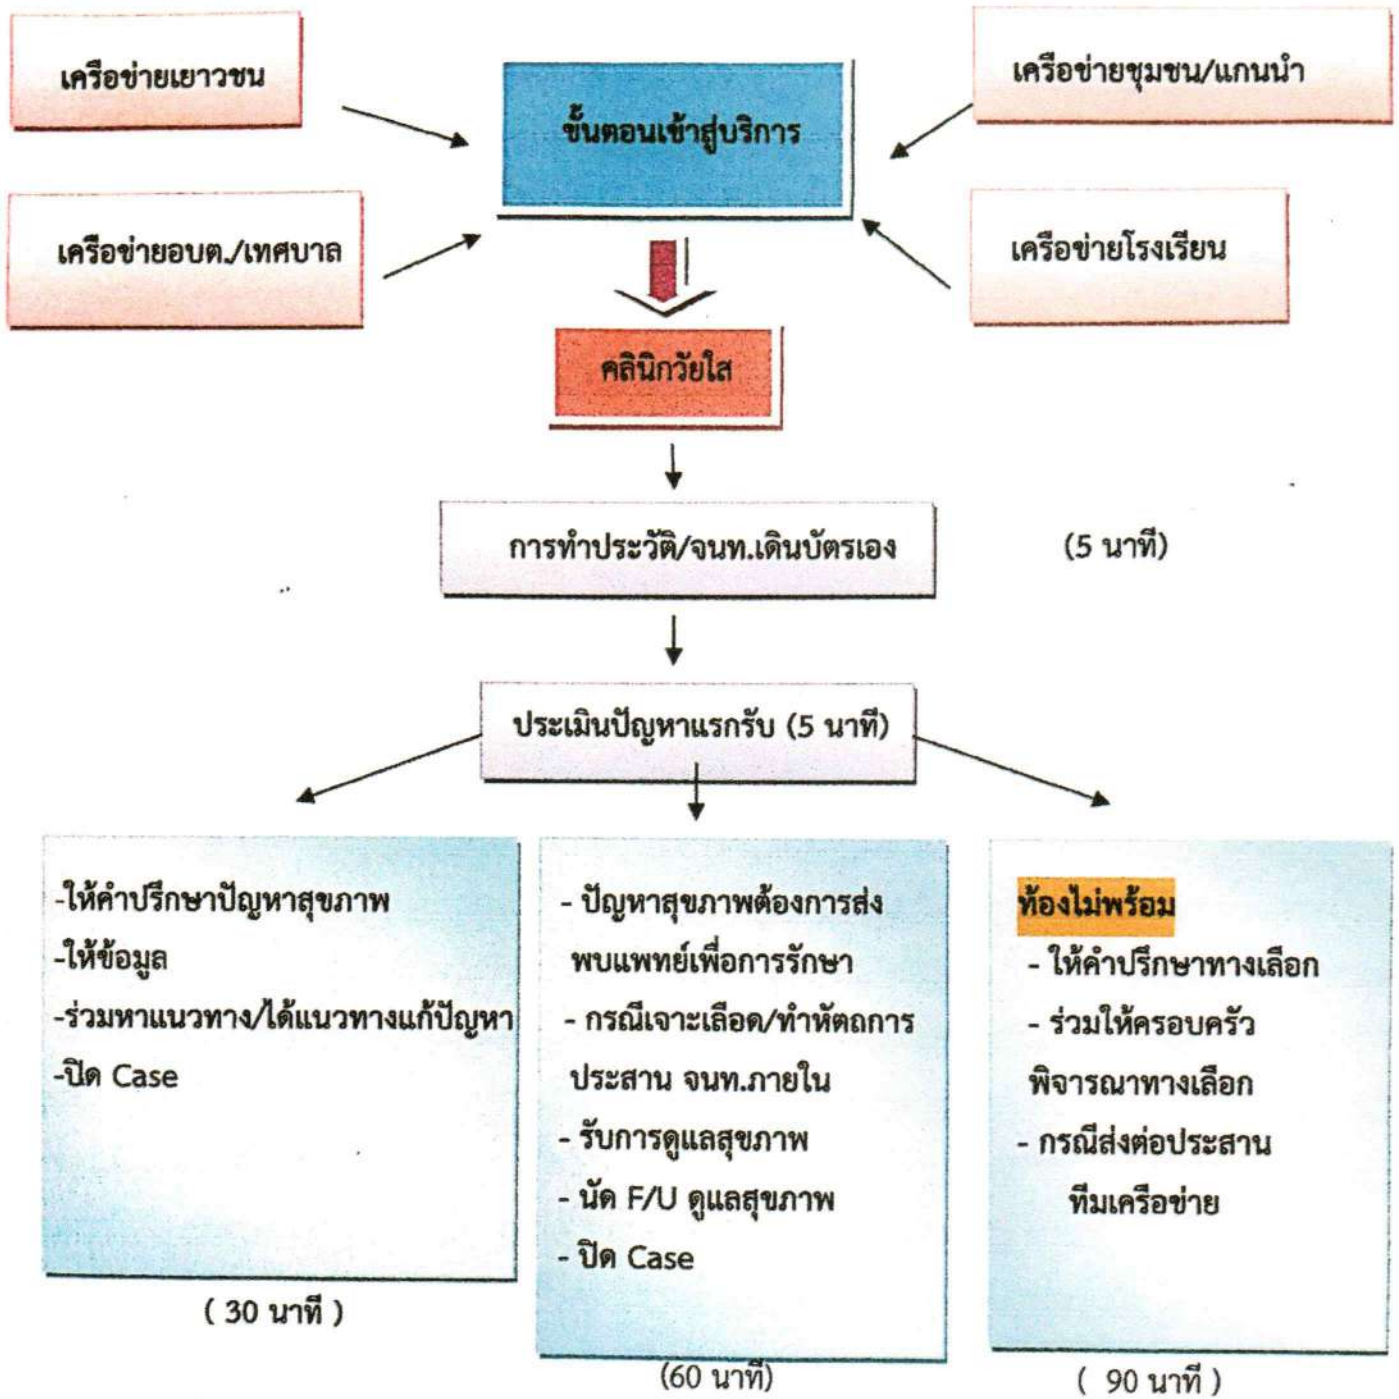 เครือข่ายเยาวชน
เครือข่ายชุมชน/แกนนำ
ขั้นตอนเข้าสู่บริการ
เครือข่ายอบต./เทศบาล
เครือข่ายโรงเรียน
คลินิกวัยใส
การทำประวัติ/จนท.เดินบัตรเอง
(5 นาที)
ประเมินปัญหาแรกรับ (5 นาที)
-ให้คำปรึกษาปัญหาสุขภาพ
-ให้ข้อมูล
-ร่วมหาแนวทาง/ได้แนวทางแก้ปัญหา
-ปิด Case
( 30 นาที )
- ปัญหาสุขภาพต้องการส่ง
พบแพทย์เพื่อการรักษา
- กรณีเจาะเลือด/ทำหัตถการ
ประสาน จนท.ภายใน
- รับการดูแลสุขภาพ
- นัด F/U ดูแลสุขภาพ
- ปิด Case
(60 นาที)
ท้องไม่พร้อม
- ให้คำปรึกษาทางเลือก
- ร่วมให้ครอบครัว
พิจารณาทางเลือก
- กรณีส่งต่อประสาน
ทีมเครือข่าย
( 90 นาที )